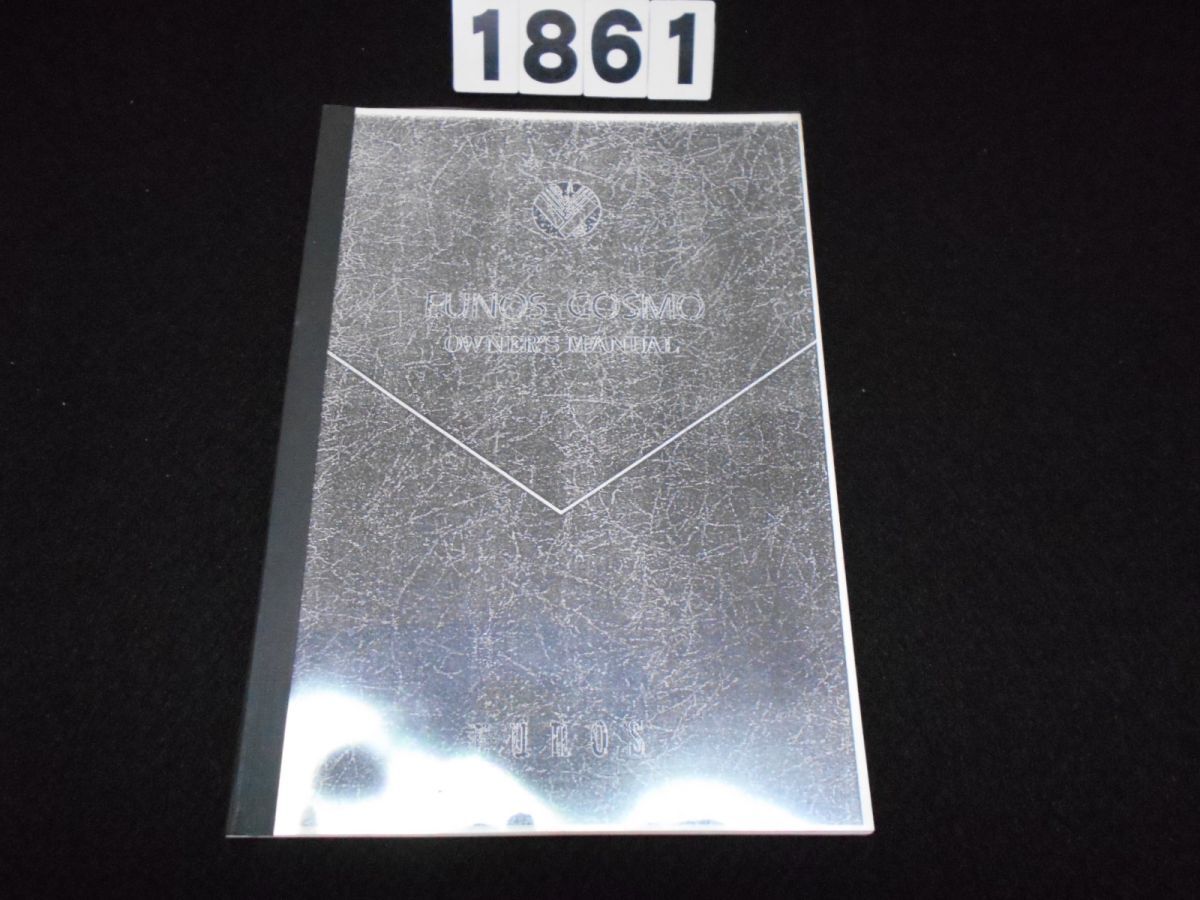 1861
EUNOS COSMO
OWNER'S MANUAL
EUNOS